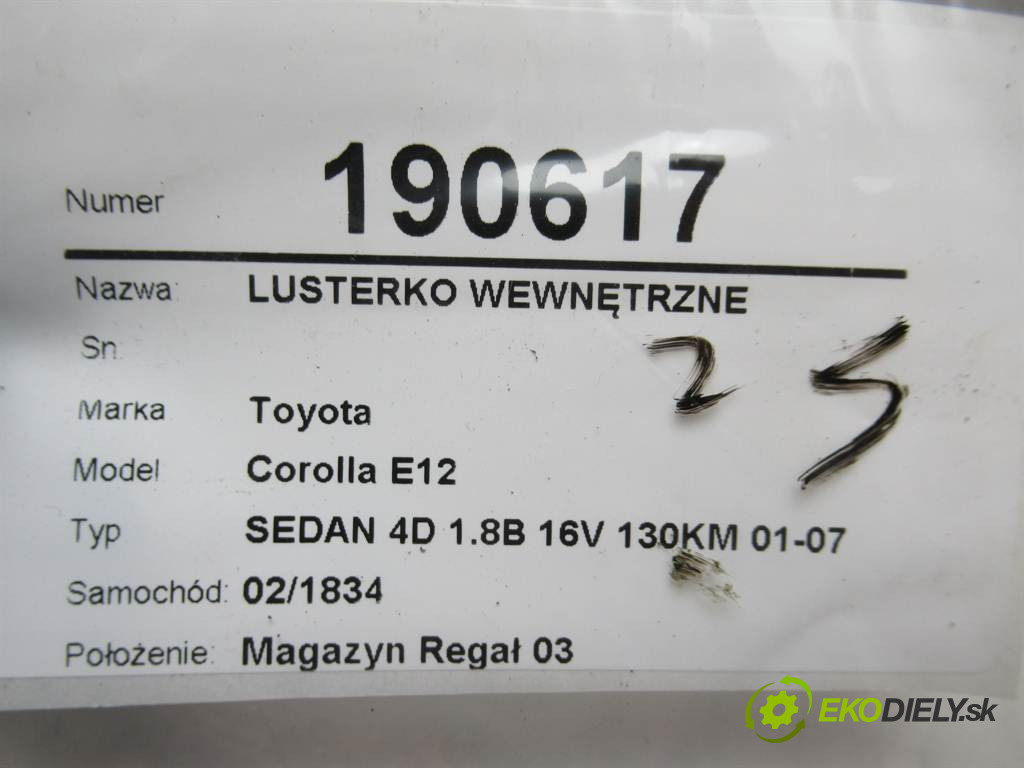 Numer 190617
Nazwa: LUSTERKO WEWNĘTRZNE
Sn.
25
Marka Toyota
Model Corolla E12
Typ SEDAN 4D 1.8B 16V 130KM 01-07
Samochód: 02/1834
Położenie: Magazyn Regał 03
EKODIELY.sk